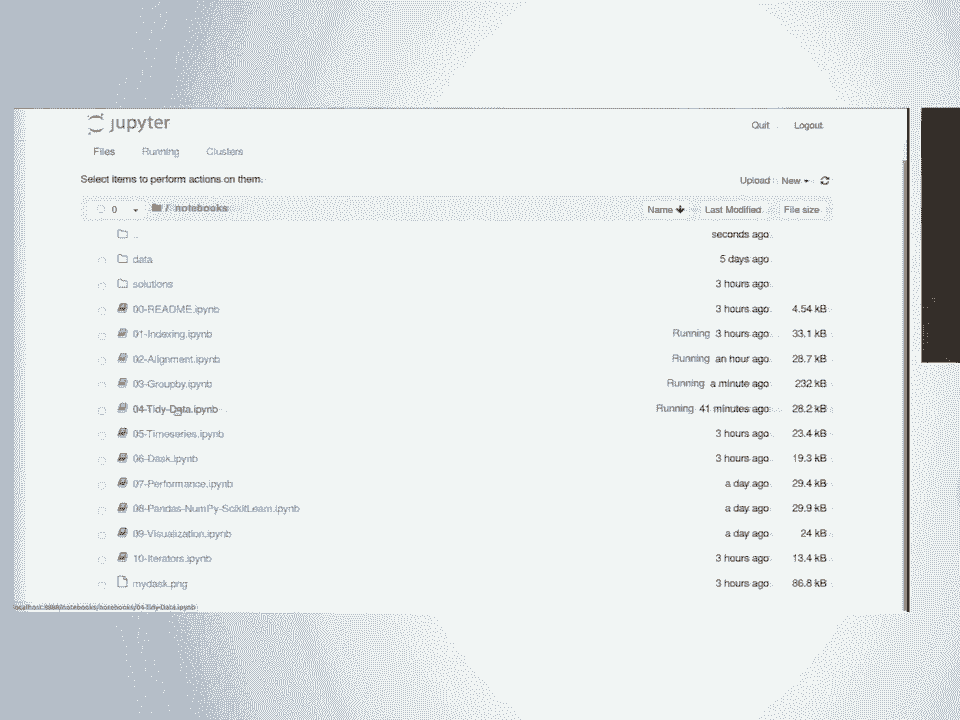 jupyter
Quit Logout
Files Running Clusters
Select items to perform actions on them.
Upload New
0 / notebooks Name Last Modified File size
.. seconds ago
data 5 days ago
solutions 3 hours ago
00-README.ipynb 3 hours ago 4.54 kB
01-Indexing.ipynb Running 3 hours ago 33.1 kB
02-Alignment.ipynb Running an hour ago 28.7 kB
03-Groupby.ipynb Running a minute ago 232 kB
04-Tidy-Data.ipynb Running 41 minutes ago 28.2 kB
05-Timeseries.ipynb 3 hours ago 23.4 kB
06-Dask.ipynb 3 hours ago 19.3 kB
07-Performance.ipynb a day ago 29.4 kB
08-Pandas-NumPy-ScikitLearn.ipynb a day ago 29.9 kB
09-Visualization.ipynb a day ago 24 kB
10-Iterators.ipynb 3 hours ago 13.4 kB
mydask.png 3 hours ago 86.8 kB
localhost:8888/notebooks/notebooks/04-Tidy-Data.ipynb